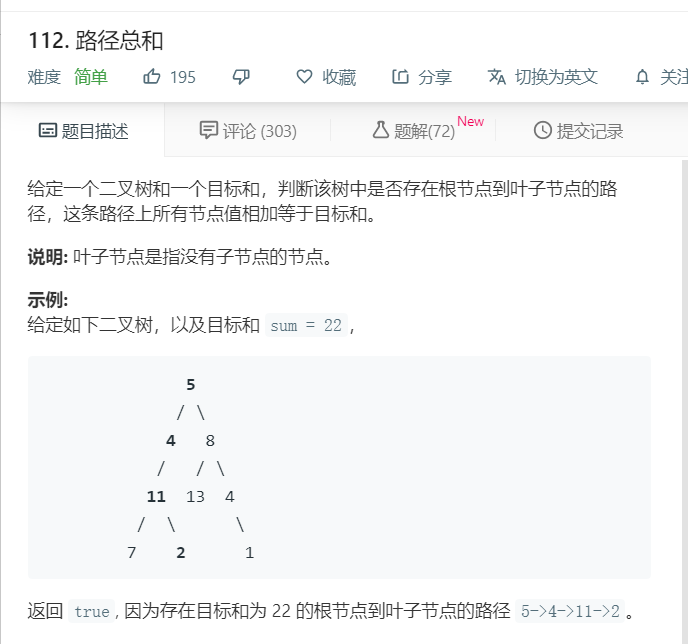 112. 路径总和
难度 简单 195 收藏 分享 切换为英文 关注
题目描述 评论 (303) 题解(72) New 提交记录
给定一个二叉树和一个目标和，判断该树中是否存在根节点到叶子节点的路
径，这条路径上所有节点值相加等于目标和。
说明: 叶子节点是指没有子节点的节点。
示例:
给定如下二叉树，以及目标和 sum = 22，
5
/ \
4 8
/ / \
11 13 4
/ \ \
7 2 1
返回 true, 因为存在目标和为 22 的根节点到叶子节点的路径 5->4->11->2。